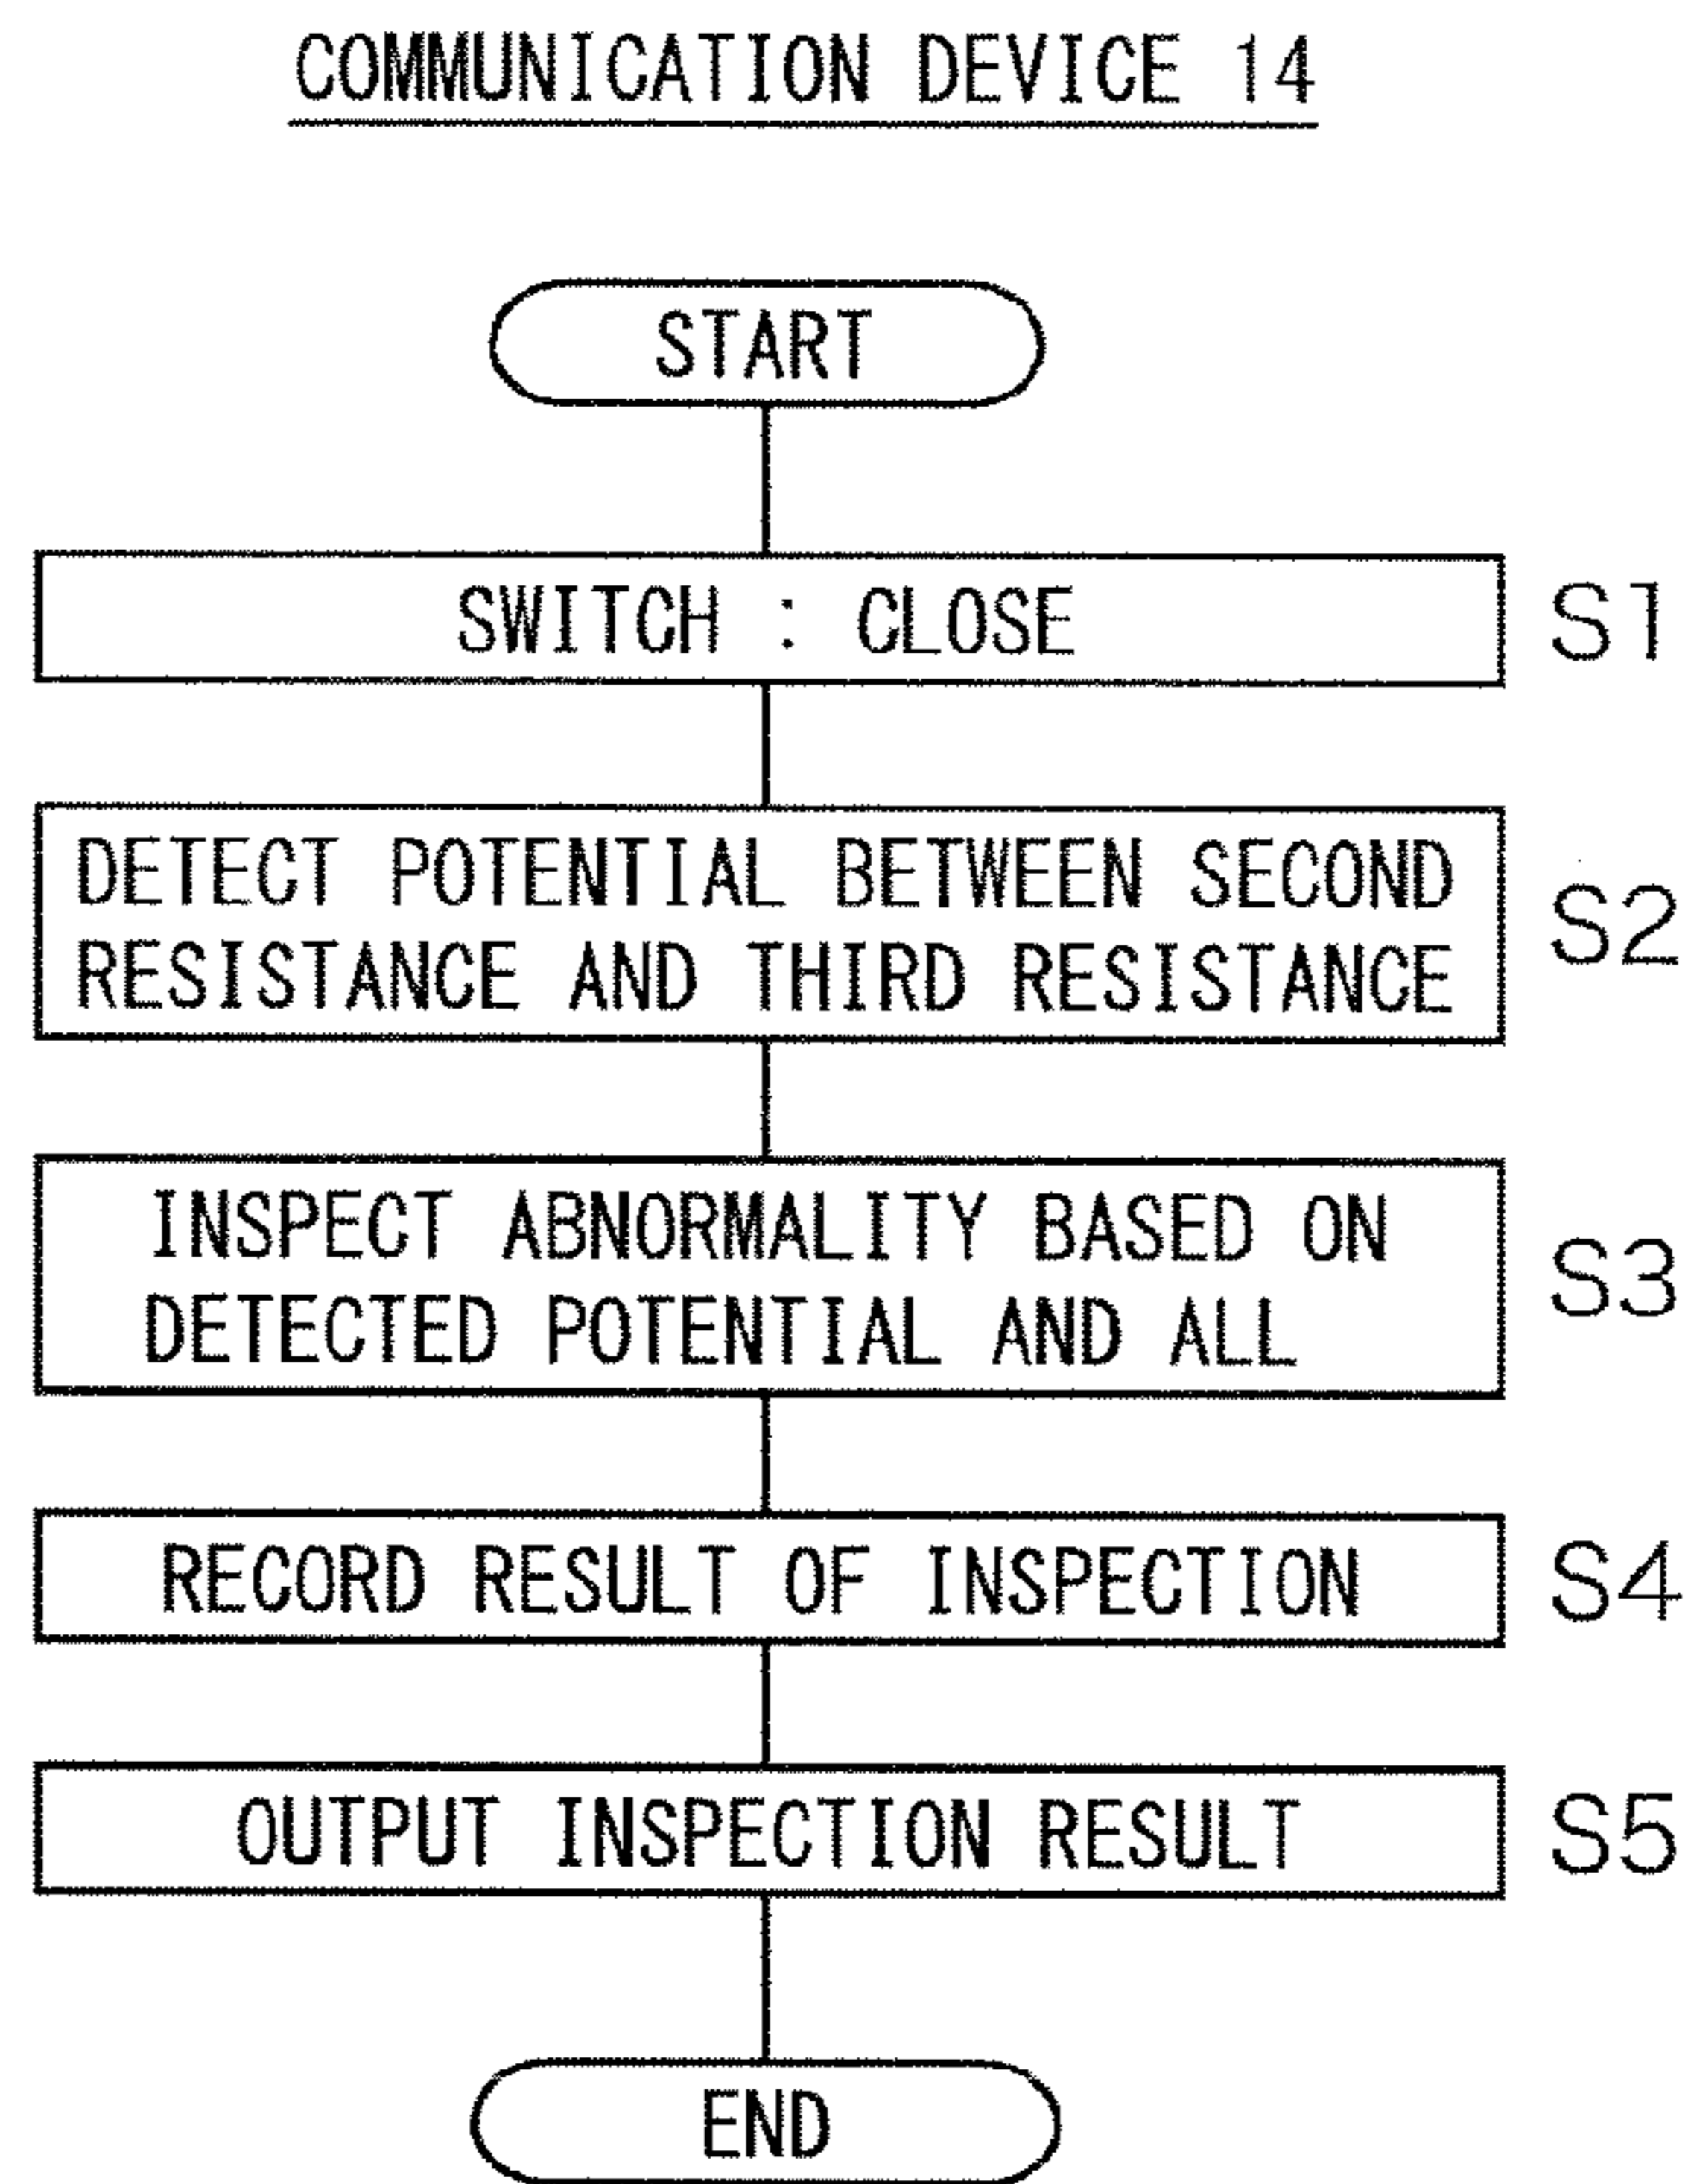 COMMUNICATION DEVICE 14
START
SWITCH : CLOSE
S1
DETECT POTENTIAL BETWEEN SECOND
RESISTANCE AND THIRD RESISTANCE
S2
INSPECT ABNORMALITY BASED ON
DETECTED POTENTIAL AND ALL
S3
RECORD RESULT OF INSPECTION
S4
OUTPUT INSPECTION RESULT
S5
END